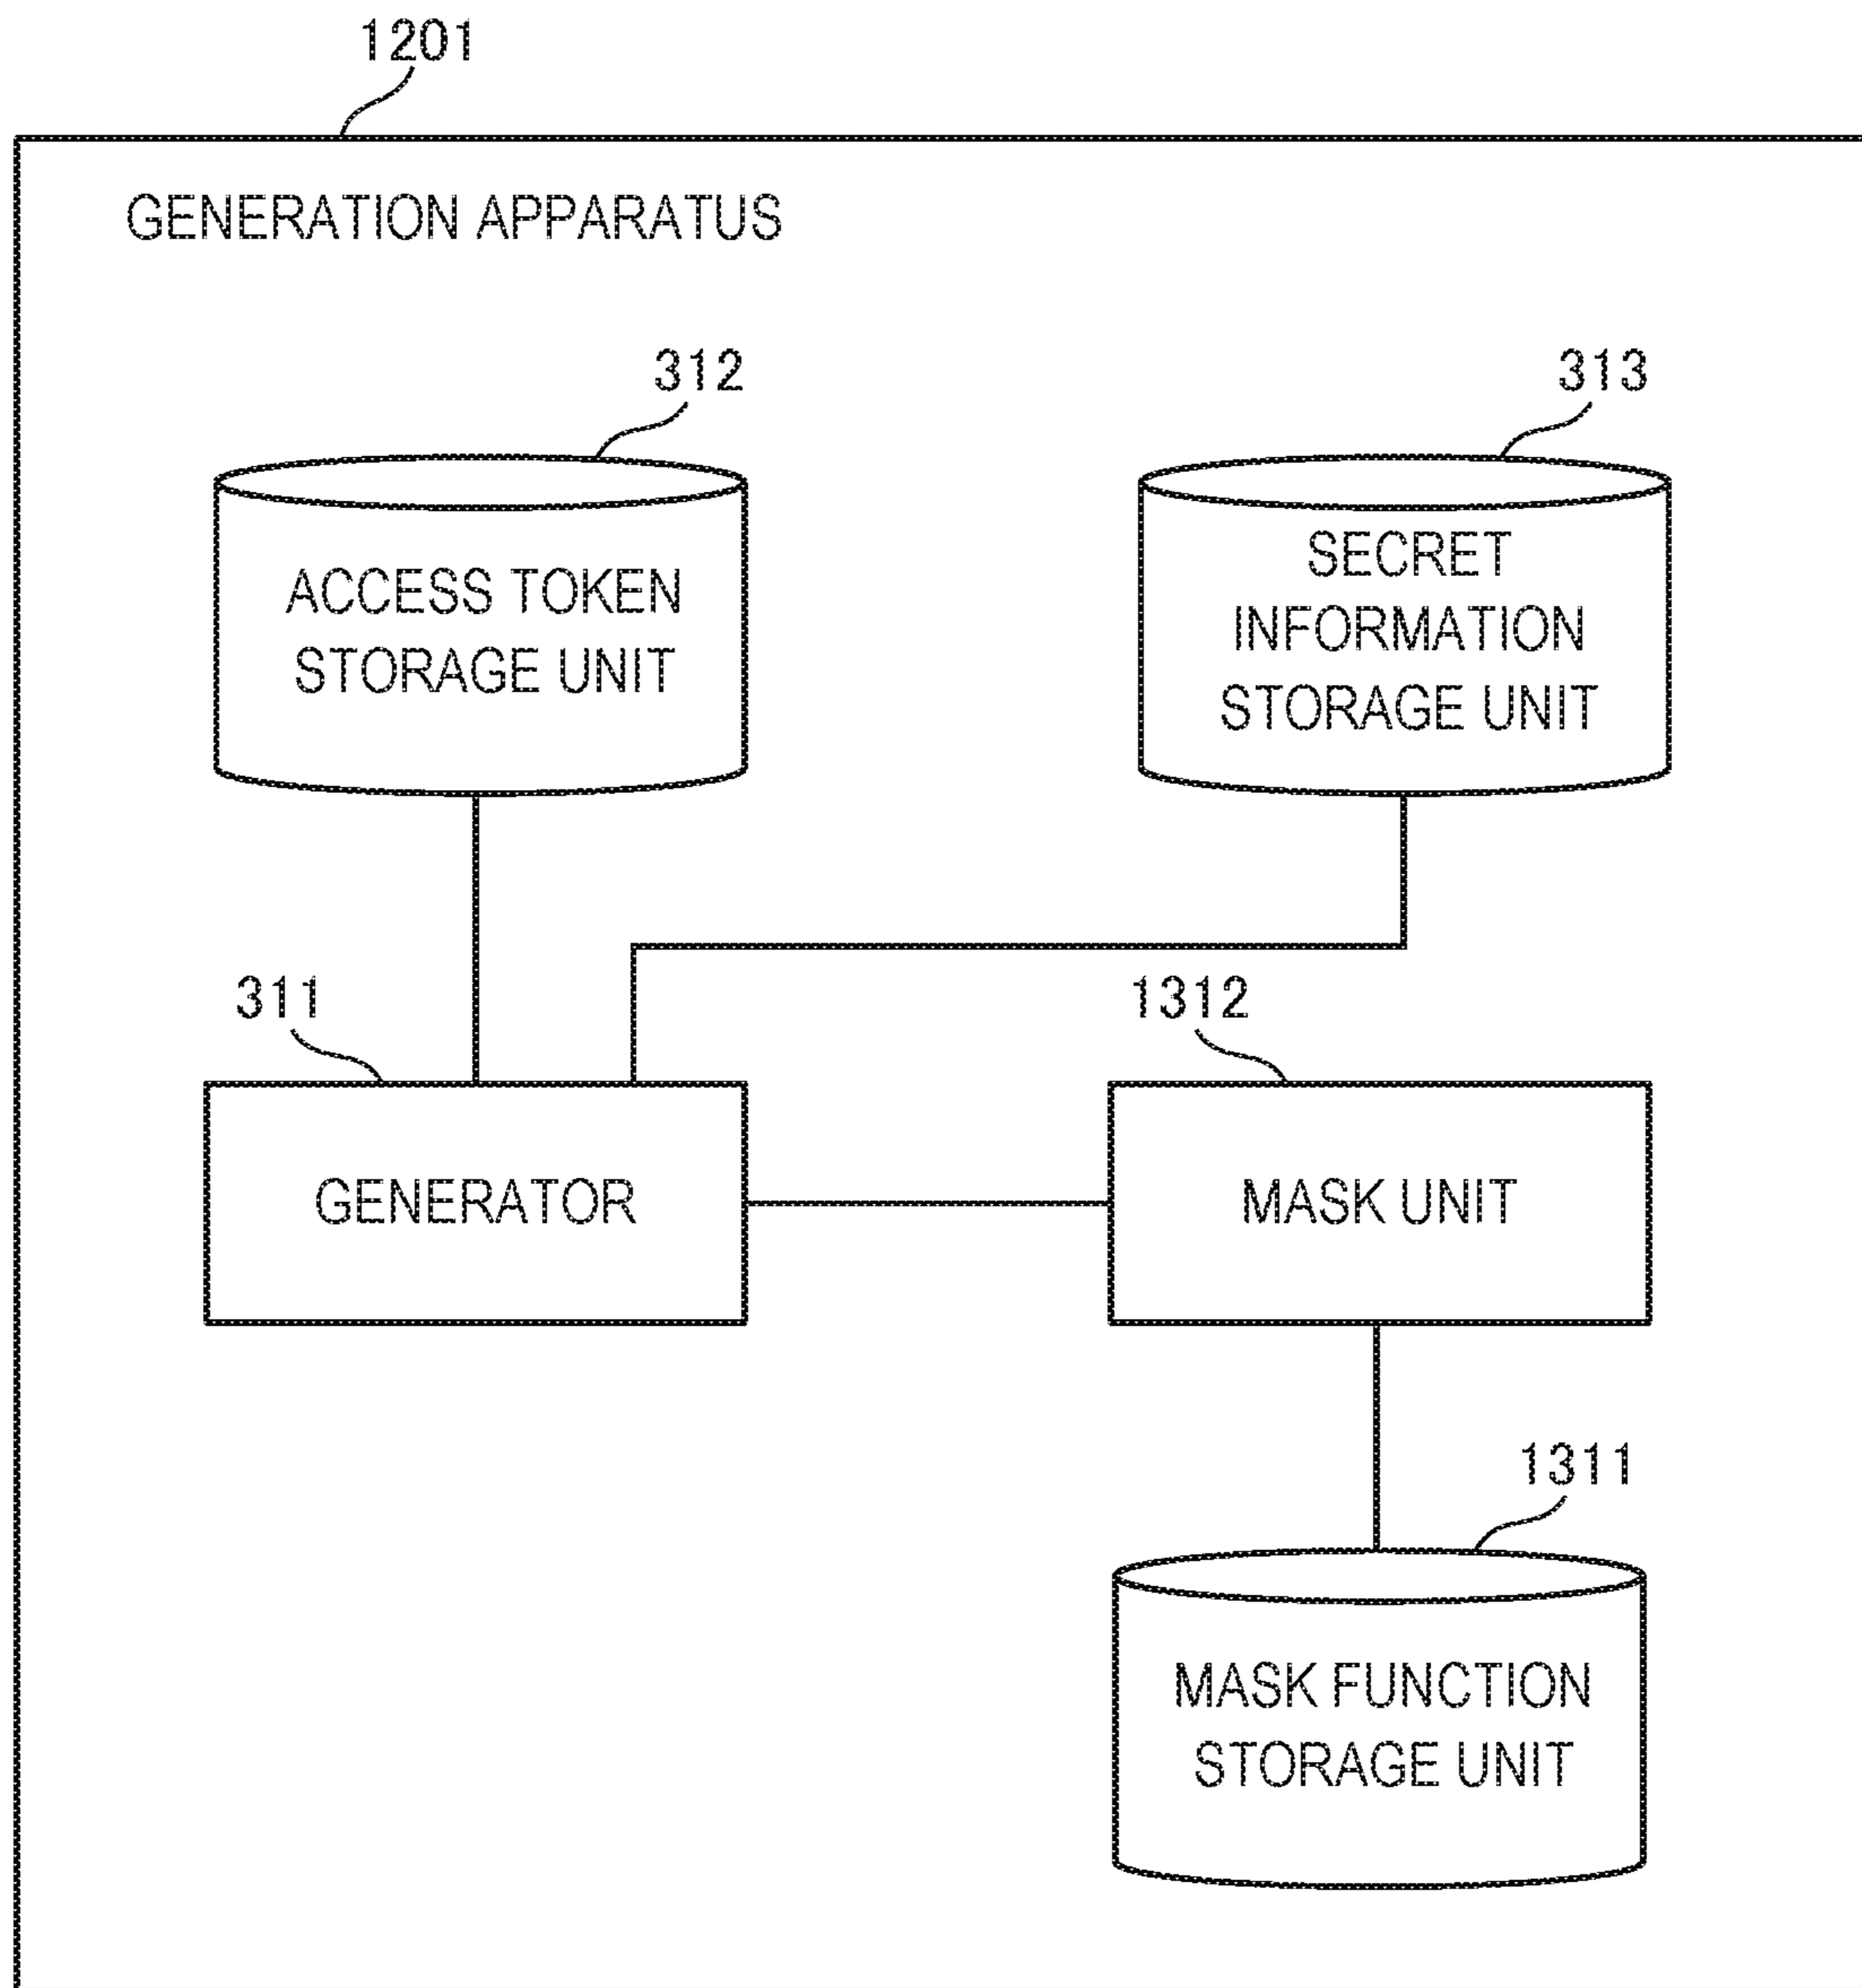 1201
GENERATION APPARATUS
312
313
ACCESS TOKEN
STORAGE UNIT
SECRET
INFORMATION
STORAGE UNIT
311
1312
GENERATOR
MASK UNIT
1311
MASK FUNCTION
STORAGE UNIT